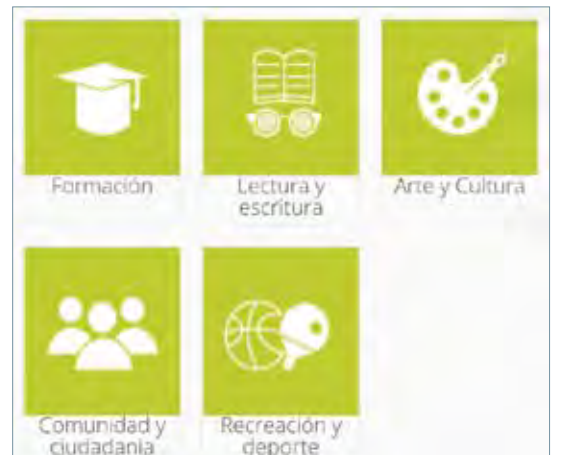 Formación
Lectura y
escritura
Arte y Cultura
Comunidad y
ciudadanía
Recreación y
deporte